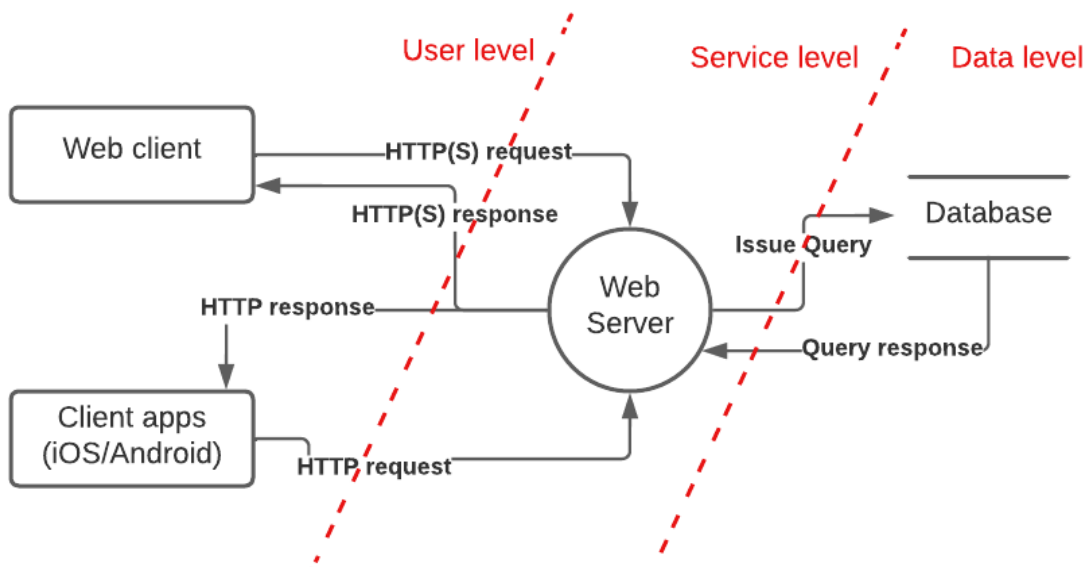 User level
Service level
Data level
Web client
HTTP(S) request
HTTP(S) response
Database
Issue Query
Web
Server
HTTP response
Query response
Client apps
(iOS/Android)
HTTP request